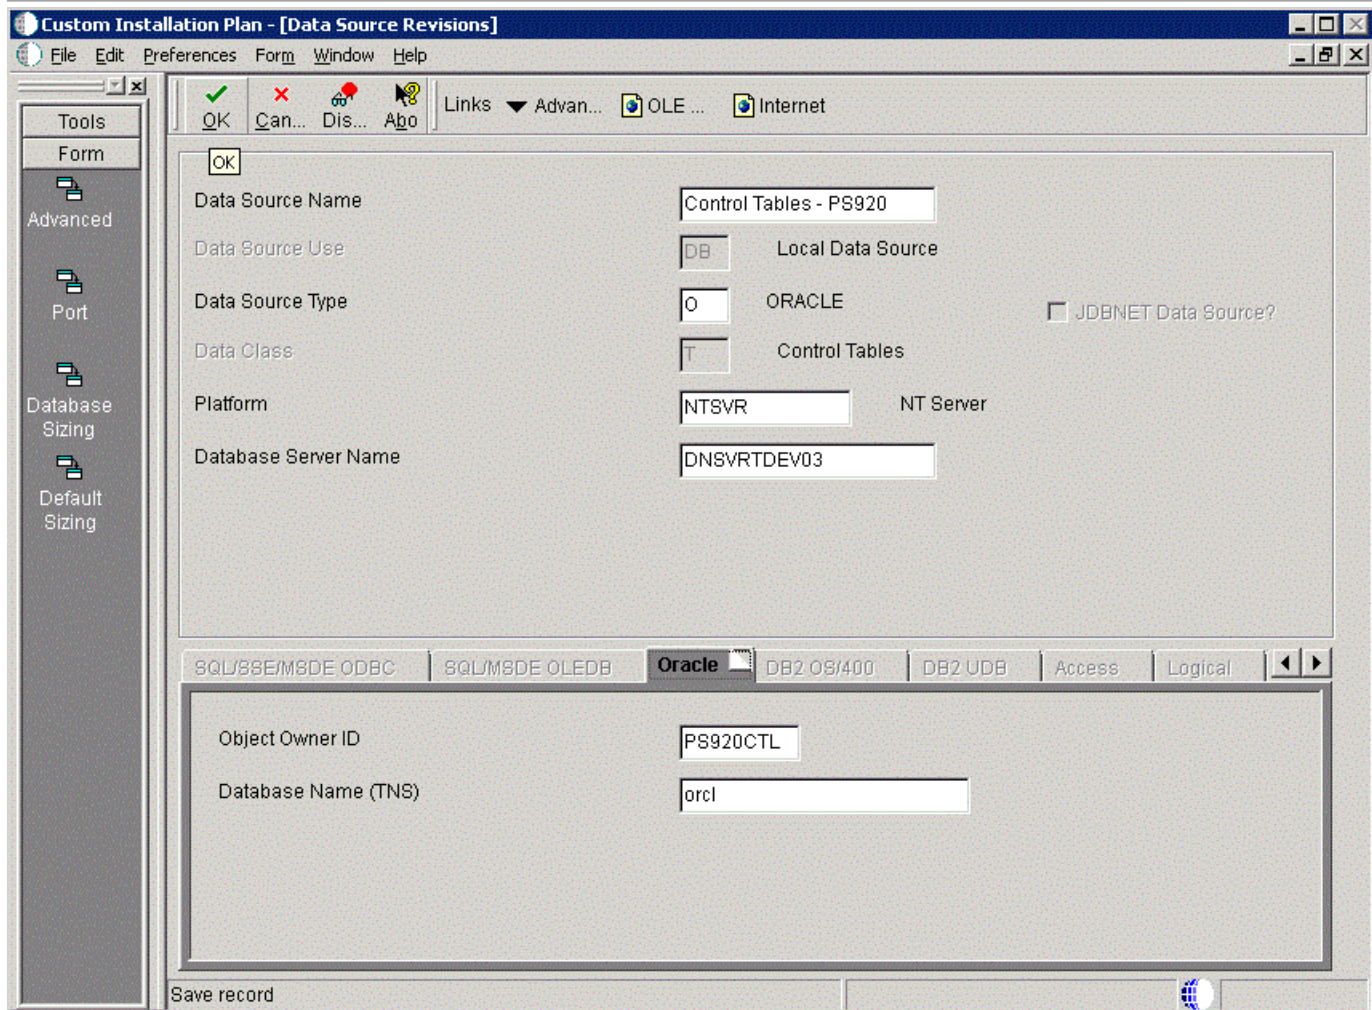 Custom Installation Plan - [Data Source Revisions]
File Edit Preferences Form Window Help
Tools
Form
Advanced
Port
Database
Sizing
Default
Sizing
OK Can... Dis... Abo Links Advan... OLE ... Internet
OK
Data Source Name Control Tables - PS920
Data Source Use DB Local Data Source
Data Source Type O ORACLE JDBNET Data Source?
Data Class T Control Tables
Platform NTSVR NT Server
Database Server Name DNSVRTDEV03
SQL/SSE/MSDE ODBC SQL/MSDE OLEDB Oracle DB2 OS/400 DB2 UDB Access Logical
Object Owner ID PS920CTL
Database Name (TNS) orcl
Save record